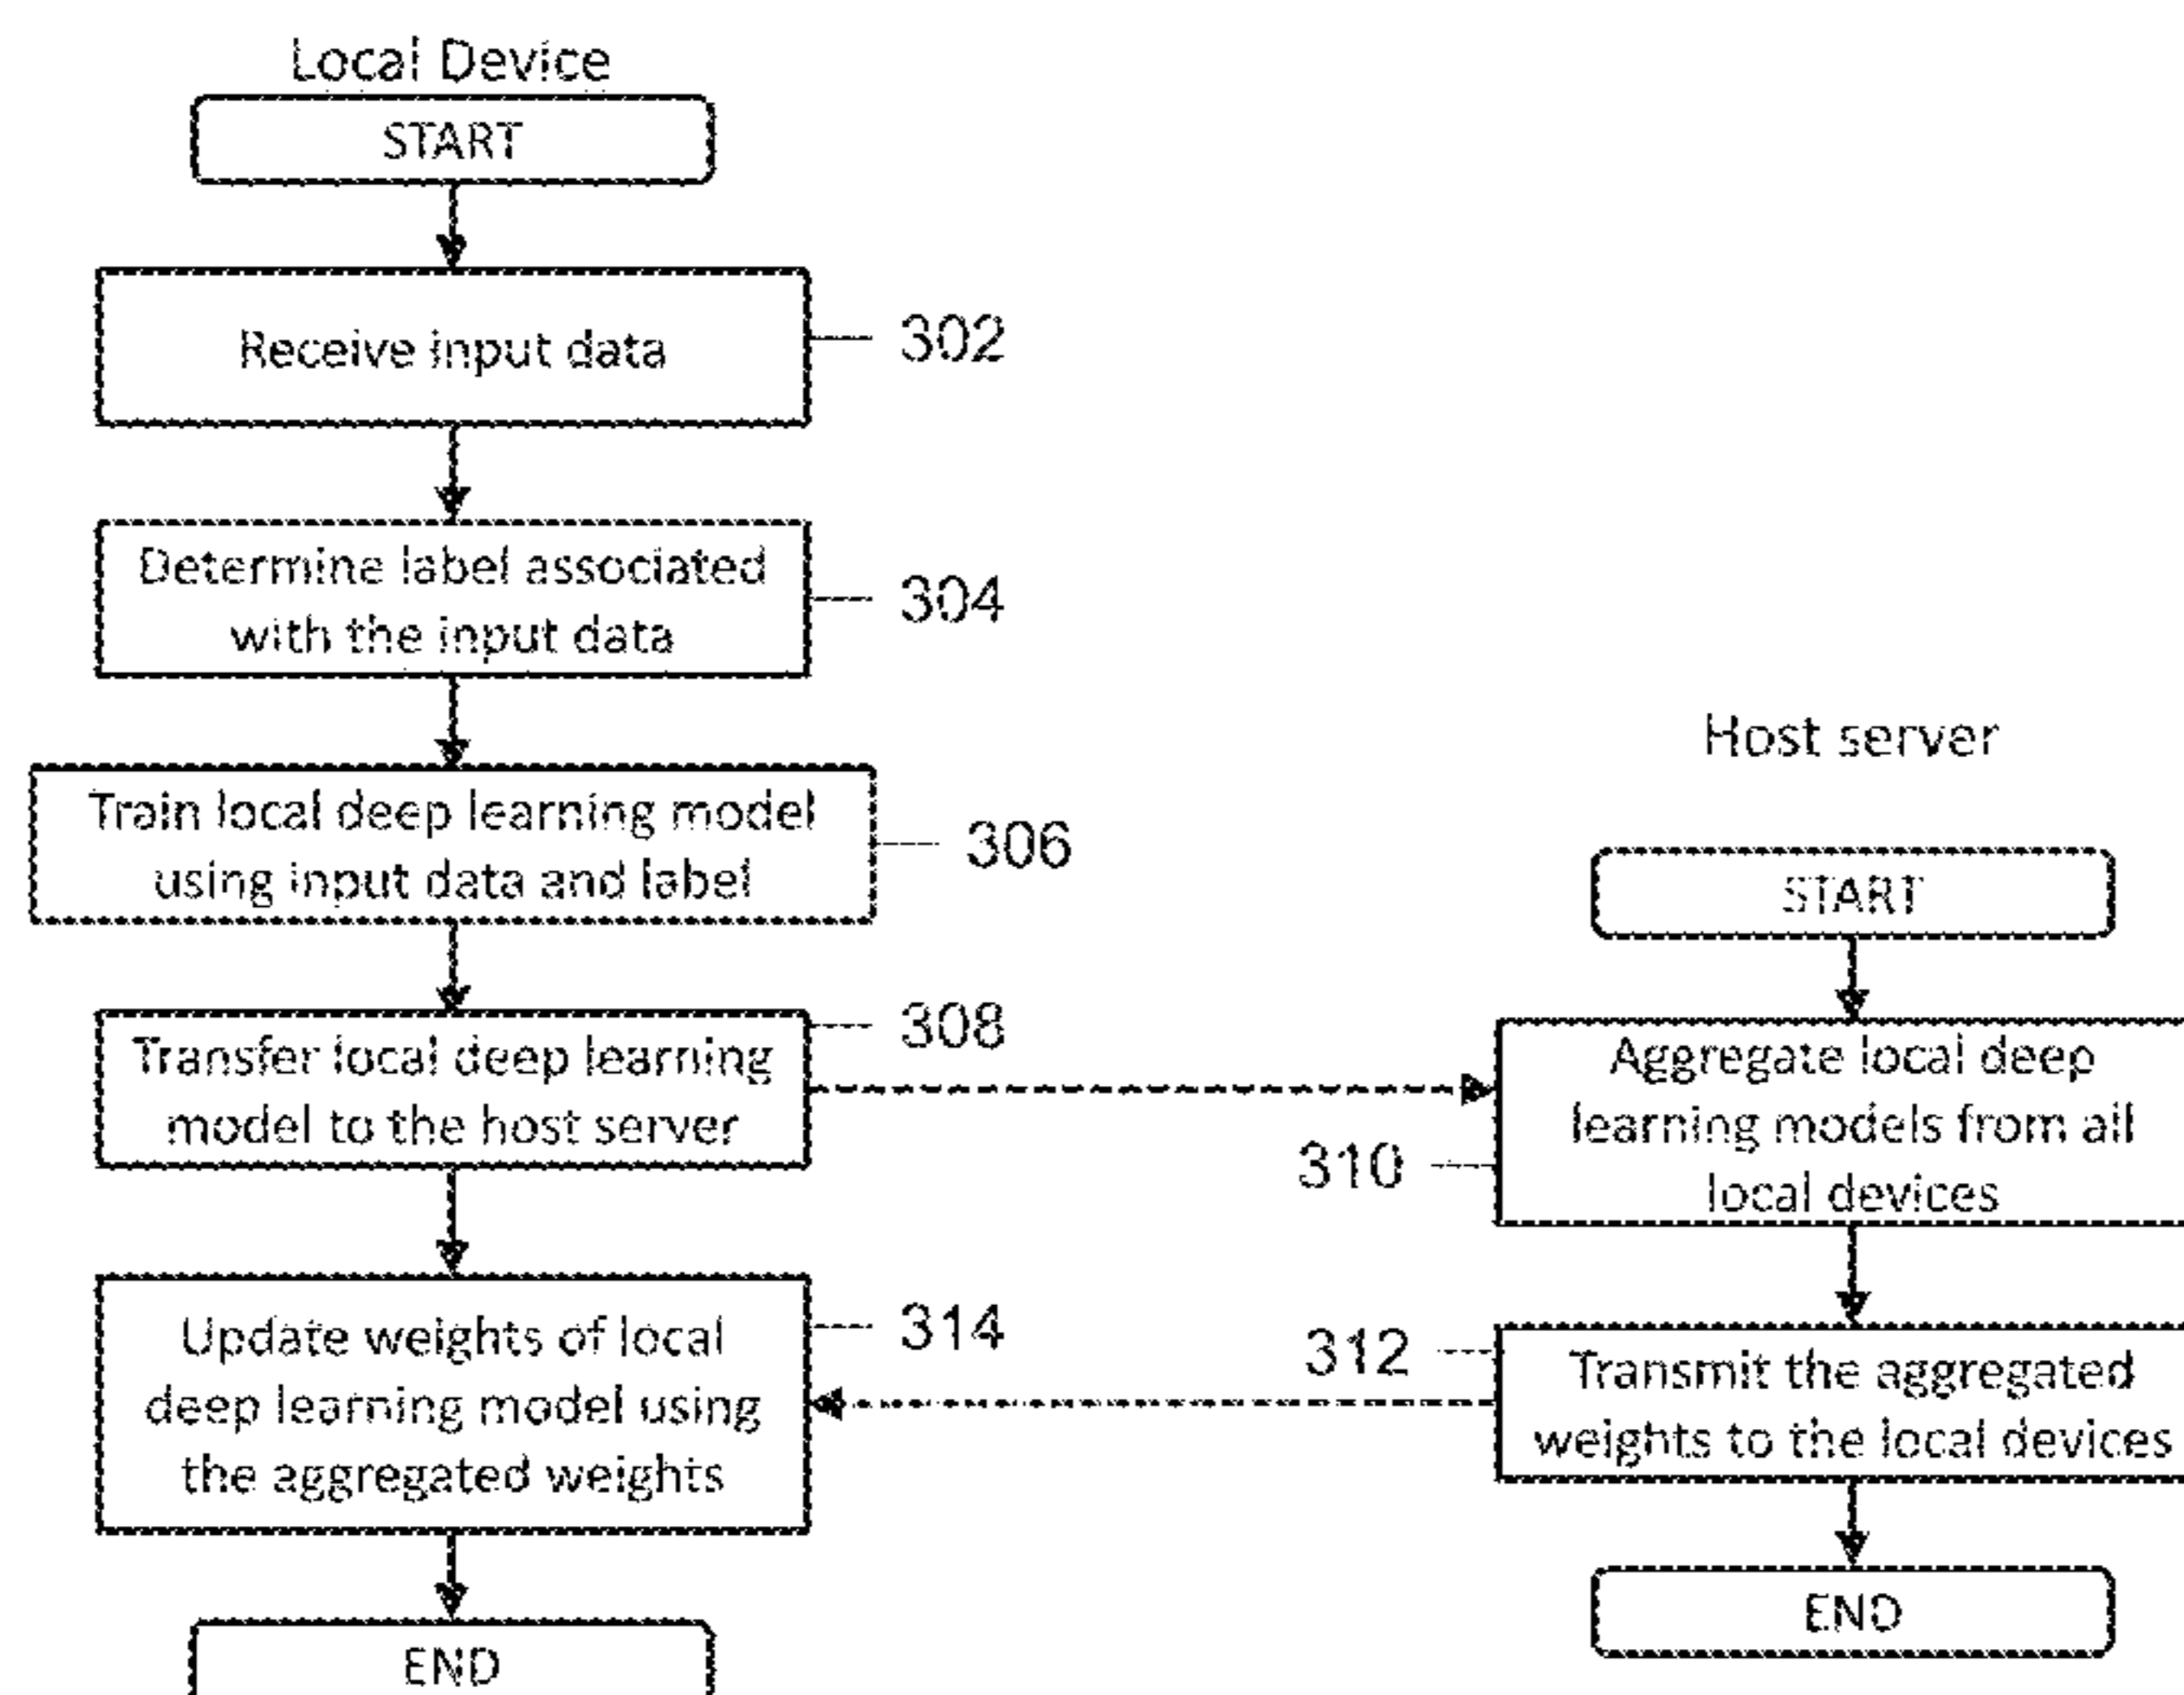 Local Device
START
Receive input data
302
Determine label associated
with the input data
304
Train local deep learning model
using input data and label
306
Transfer local deep learning
model to the host server
308
Update weights of local
deep learning model using
the aggregated weights
314
END
Host server
START
Aggregate local deep
learning models from all
local devices
310
Transmit the aggregated
weights to the local devices
312
END